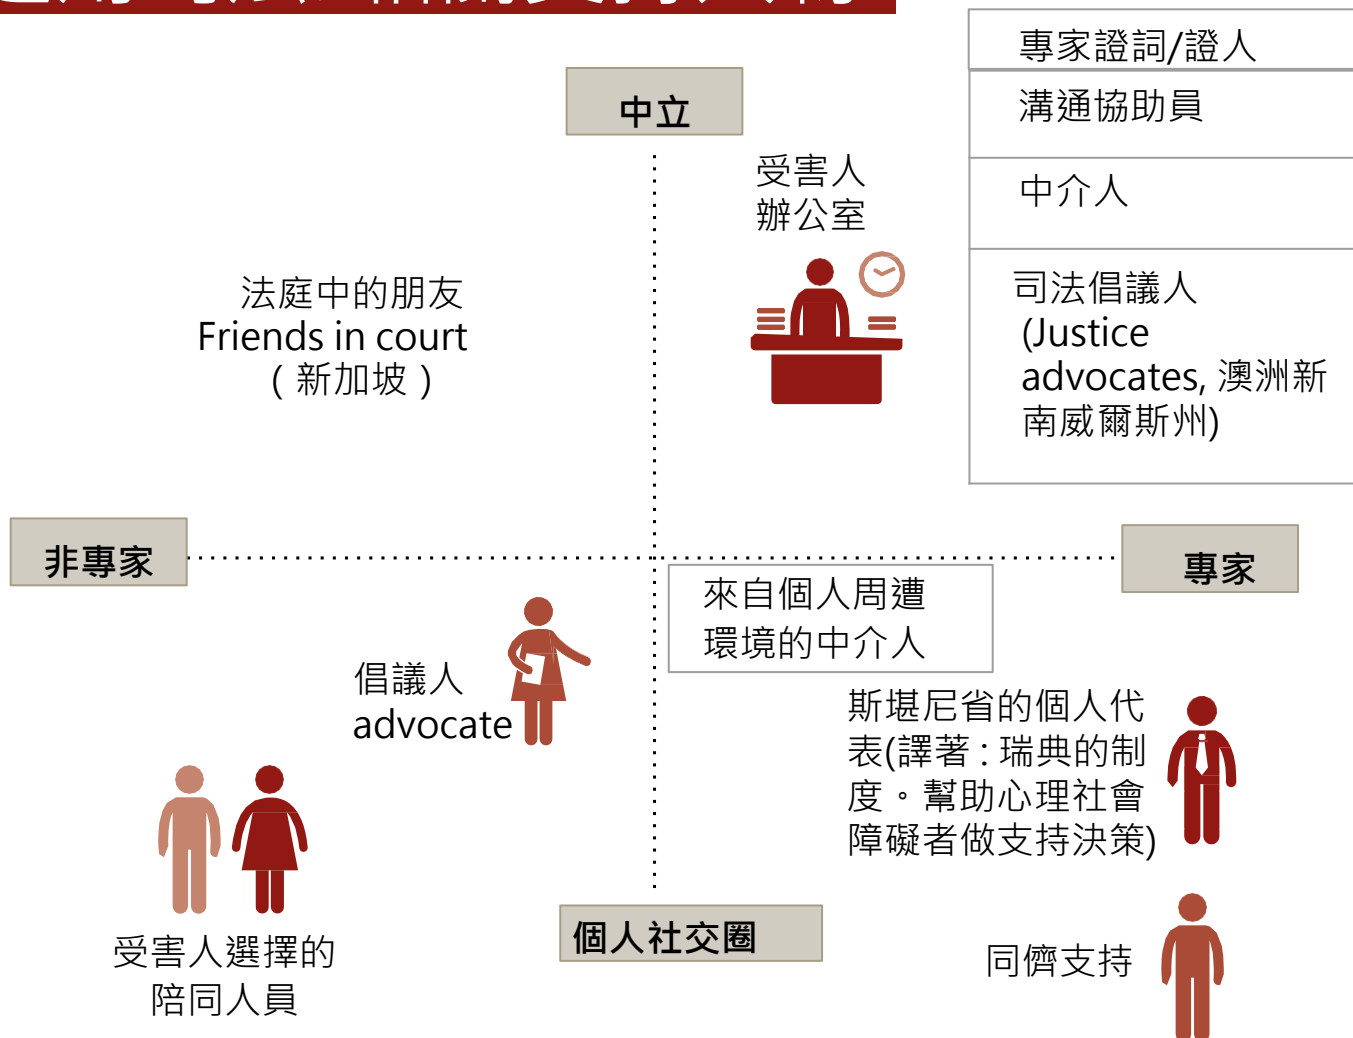 專家證詞/證人
中立
溝通協助員
受害人
辦公室
中介人
法庭中的朋友
Friends in court
(新加坡)
司法倡議人
(Justice
advocates, 澳洲新
南威爾斯州)
非專家
專家
來自個人周遭
環境的中介人
倡議人
advocate
斯堪尼省的個人代
表(譯著:瑞典的制
度。幫助心理社會
障礙者做支持決策)
受害人選擇的
陪同人員
個人社交圈
同儕支持